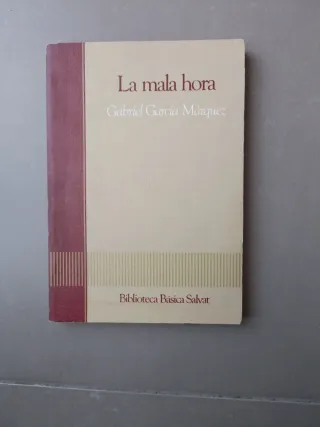 La mala hora
Gabriel García Márquez
Biblioteca Básica Salvat